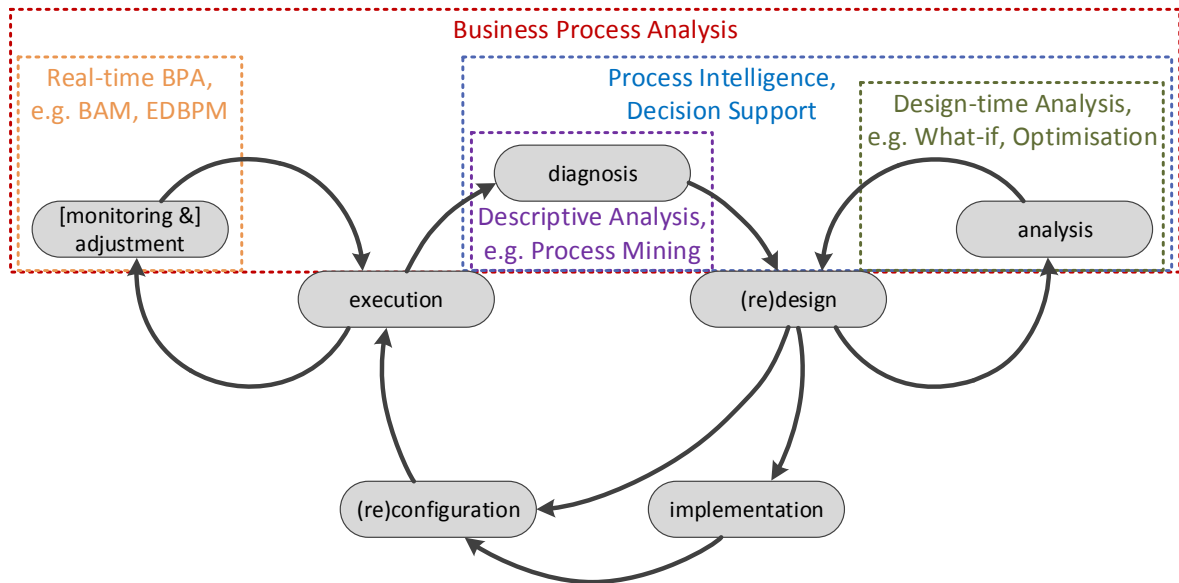 Business Process Analysis
Real-time BPA,
e.g. BAM, EDBPM
Process Intelligence,
Decision Support
Design-time Analysis,
e.g. What-if, Optimisation
diagnosis
[monitoring &]
adjustment
Descriptive Analysis,
e.g. Process Mining
analysis
execution
(re)design
(re)configuration
implementation